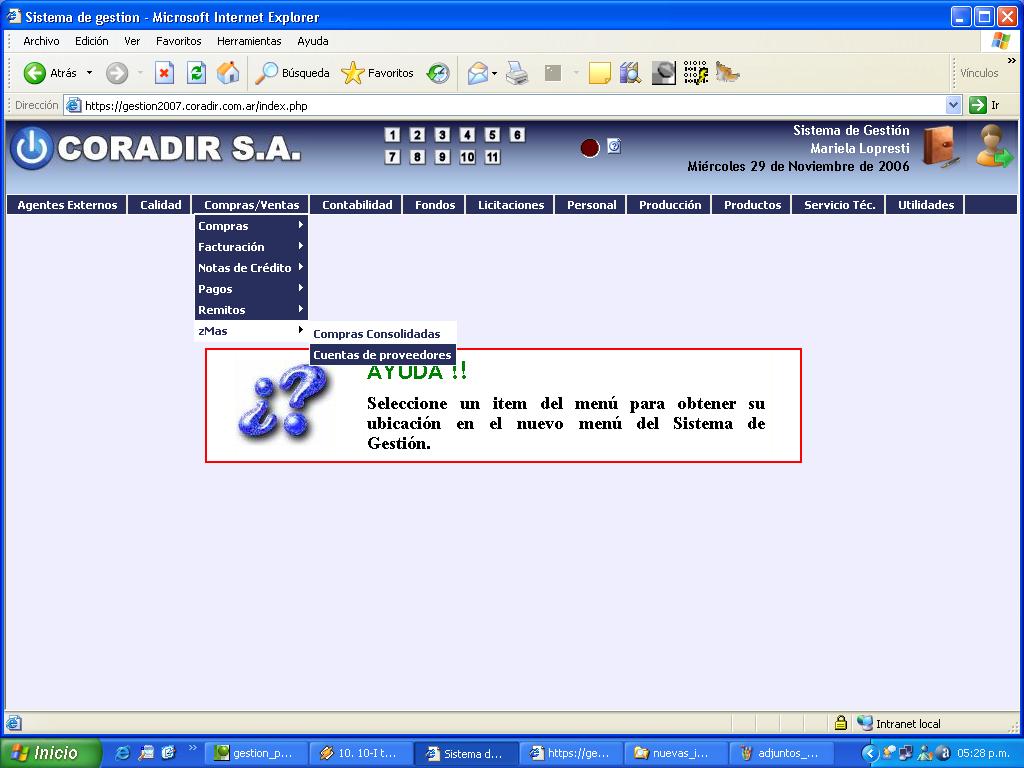 Sistema de gestion - Microsoft Internet Explorer
Archivo Edición Ver Favoritos Herramientas Ayuda
Atrás Búsqueda Favoritos Vínculos »
Dirección https://gestion2007.coradir.com.ar/index.php Ir
CORADIR S.A.
1 2 3 4 5 6
7 8 9 10 11
Sistema de Gestión
Mariela Lopresti
Miércoles 29 de Noviembre de 2006
Agentes Externos Calidad Compras/Ventas Contabilidad Fondos Licitaciones Personal Producción Productos Servicio Téc. Utilidades
Compras
Facturación
Notas de Crédito
Pagos
Remitos
zMas
Compras Consolidadas
Cuentas de proveedores
¿?
AYUDA !!
Seleccione un item del menú para obtener su
ubicación en el nuevo menú del Sistema de
Gestión.
Intranet local
Inicio » gestion_p... 10. 10-I t... Sistema d... https://ge... nuevas_i... adjuntos_... 05:28 p.m.